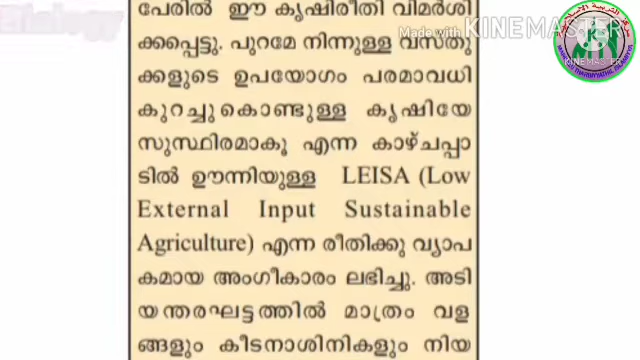 Biology
Made with KINEMASTER
പേരിൽ ഈ കൃഷിരീതി വിമർശി
ക്കപ്പെട്ടു. പുറമേ നിന്നുള്ള വസ്തു
ക്കളുടെ ഉപയോഗം പരമാവധി
കുറച്ചുകൊണ്ടുള്ള കൃഷിയേ
സുസ്ഥിരമാകൂ എന്ന കാഴ്ചപ്പാ
ടിൽ ഊന്നിയുള്ള LEISA (Low
External Input Sustainable
Agriculture) എന്ന രീതിക്കു വ്യാപ
കമായ അംഗീകാരം ലഭിച്ചു. അടി
യന്തരഘട്ടത്തിൽ മാത്രം വള
ങ്ങളും കീടനാശിനികളും നിയ